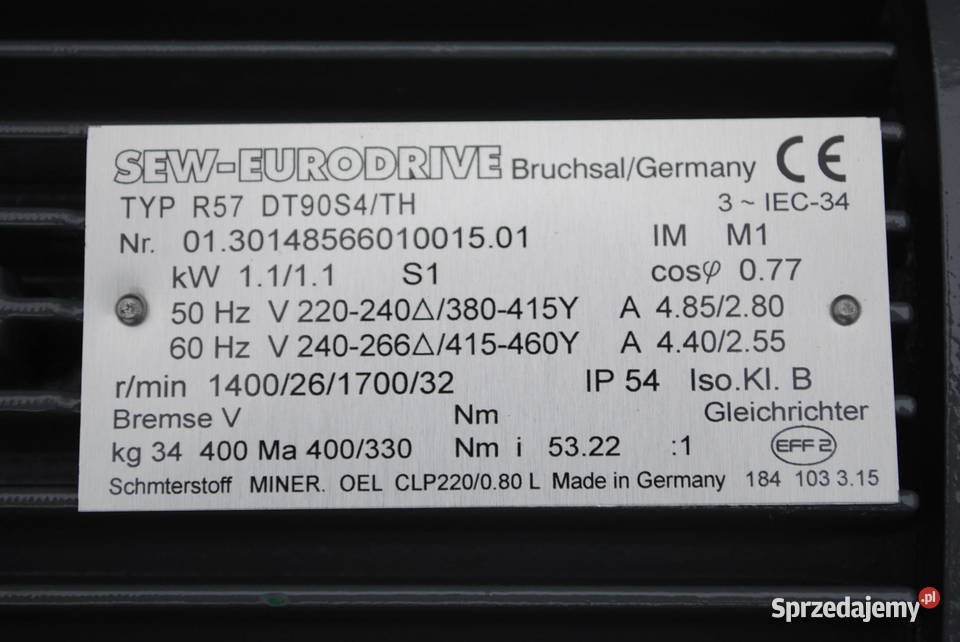 SEW-EURODRIVE Bruchsal/Germany CE
TYP R57 DT90S4/TH 3 ~ IEC-34
Nr. 01.30148566010015.01 IM M1
kW 1.1/1.1 S1 cosφ 0.77
50 Hz V 220-240△/380-415Y A 4.85/2.80
60 Hz V 240-266△/415-460Y A 4.40/2.55
r/min 1400/26/1700/32 IP 54 Iso.Kl. B
Bremse V Nm Gleichrichter
kg 34 400 Ma 400/330 Nm i 53.22 :1 EFF2
Schmterstoff MINER. OEL CLP220/0.80 L Made in Germany 184 103 3.15
Sprzedajemy.pl